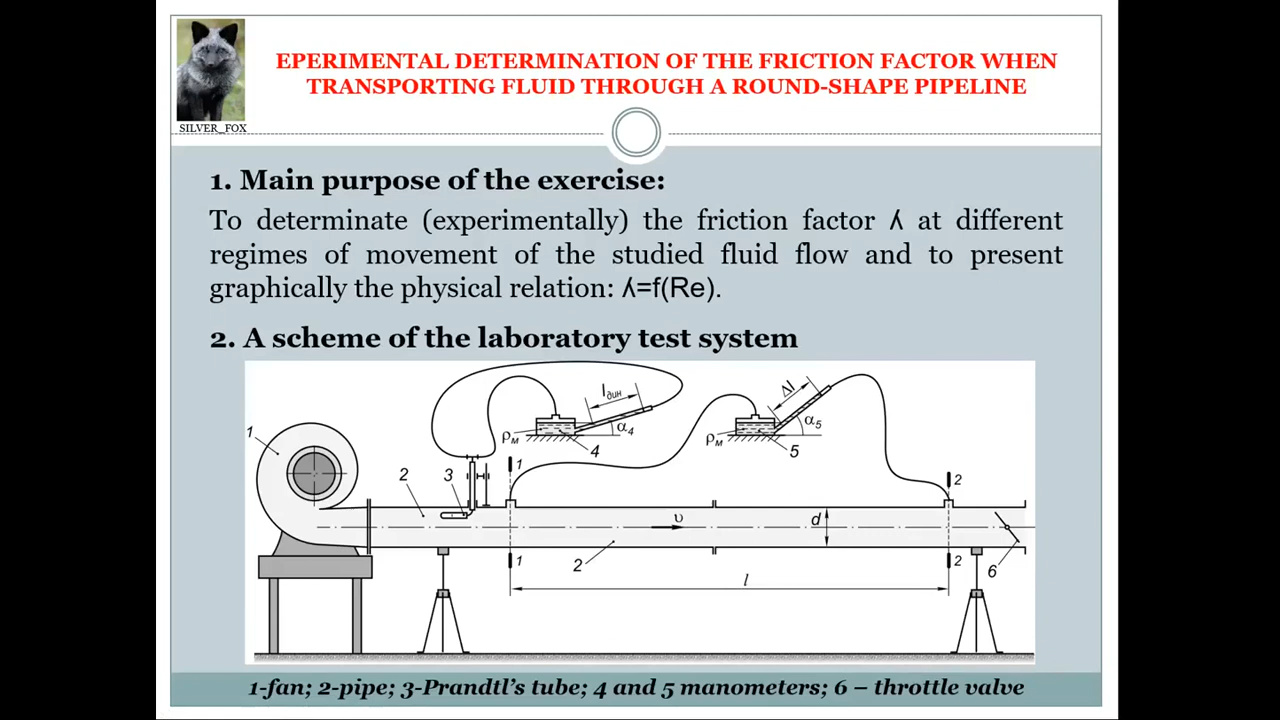 EPERIMENTAL DETERMINATION OF THE FRICTION FACTOR WHEN
TRANSPORTING FLUID THROUGH A ROUND-SHAPE PIPELINE
SILVER_FOX
1. Main purpose of the exercise:
To determinate (experimentally) the friction factor ʎ at different
regimes of movement of the studied fluid flow and to present
graphically the physical relation: ʎ=f(Re).
2. A scheme of the laboratory test system
lдин
Δl
α4
α5
ρм
ρм
4
5
1
2
3
1
2
υ
d
2
1
2
6
l
1-fan; 2-pipe; 3-Prandtl's tube; 4 and 5 manometers; 6 – throttle valve